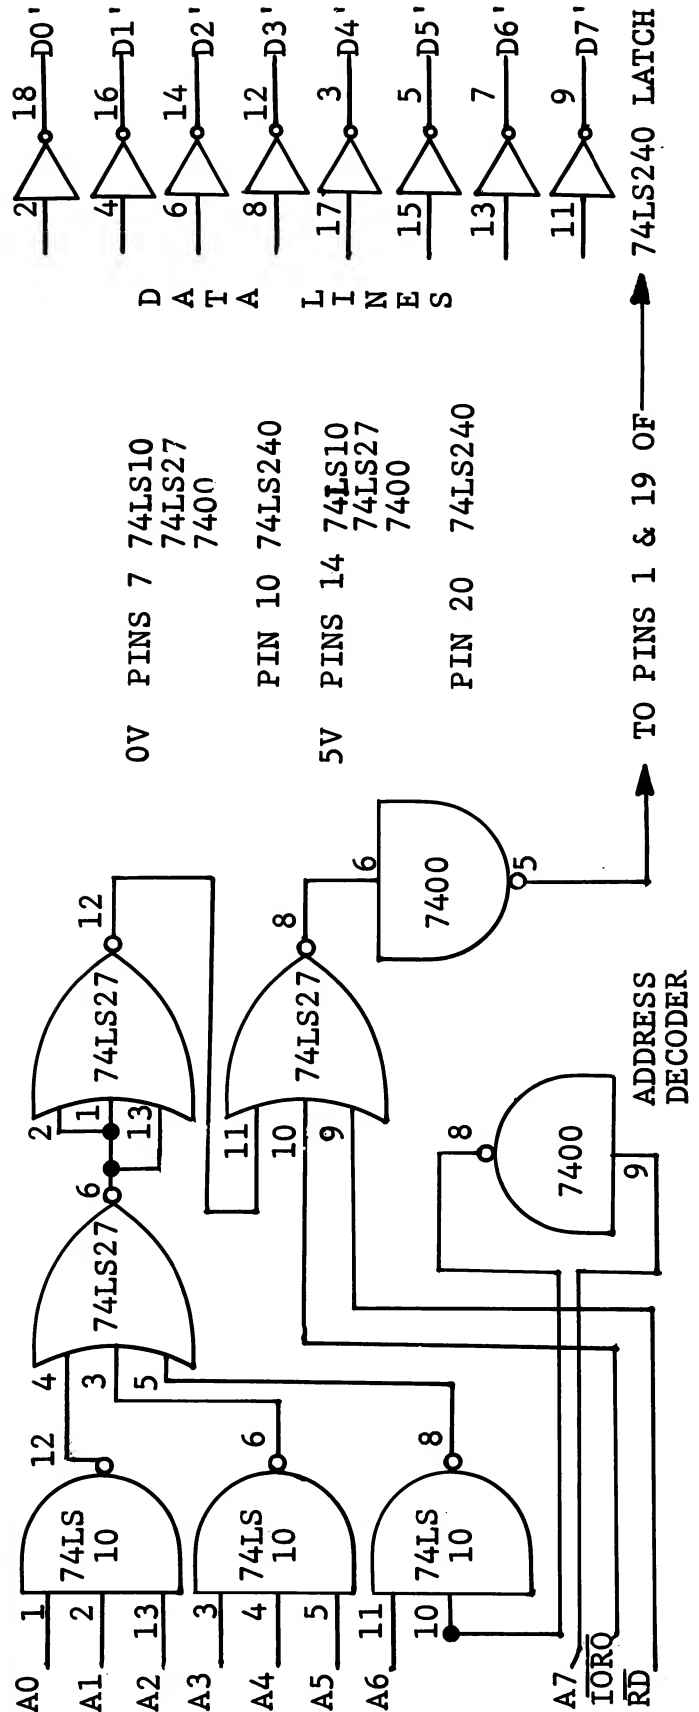 A0
1
A1
2
A2
13
74LS
10
12
A3
3
A4
4
A5
5
74LS
10
6
A6
11
10
74LS
10
8
A7
IORQ
RD
4
3
5
74LS27
6
2
1
13
74LS27
12
11
10
9
74LS27
8
9
7400
8
6
7400
5
ADDRESS
DECODER
0V PINS 7 74LS10
74LS27
7400
PIN 10 74LS240
5V PINS 14 74LS10
74LS27
7400
PIN 20 74LS240
TO PINS 1 & 19 OF
74LS240 LATCH
D
A
T
A
L
I
N
E
S
2 18 D0'
4 16 D1'
6 14 D2'
8 12 D3'
17 3 D4'
15 5 D5'
13 7 D6'
11 9 D7'